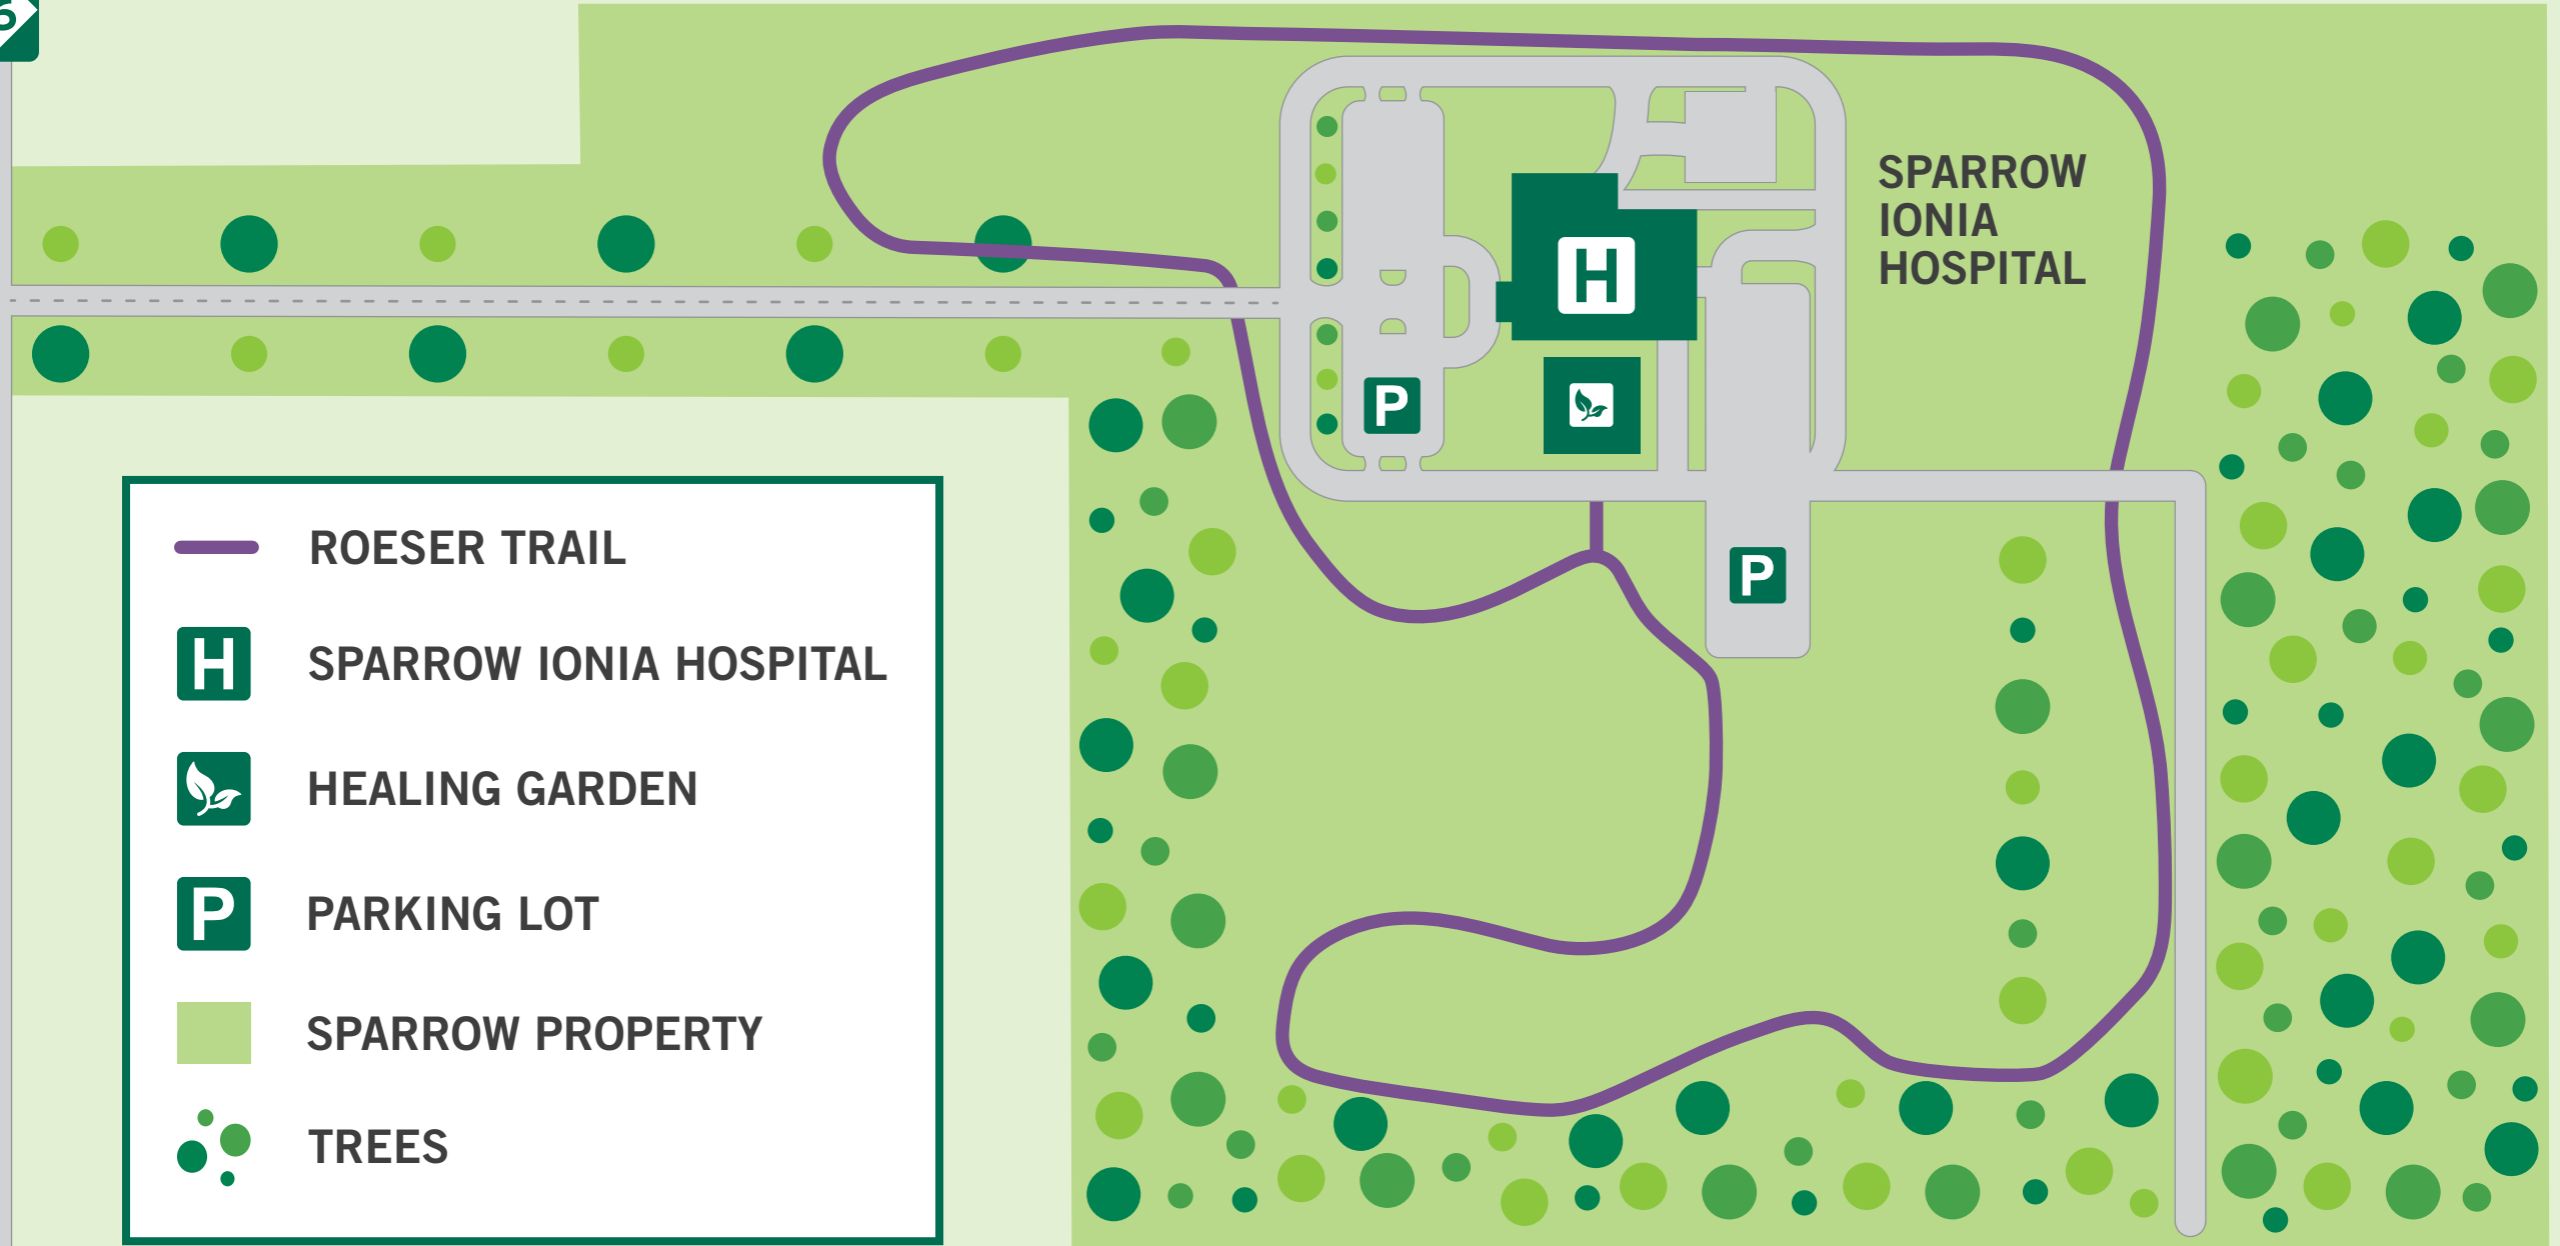 SPARROW
IONIA
HOSPITAL
H
P
P
ROESER TRAIL
H SPARROW IONIA HOSPITAL
HEALING GARDEN
P PARKING LOT
SPARROW PROPERTY
TREES